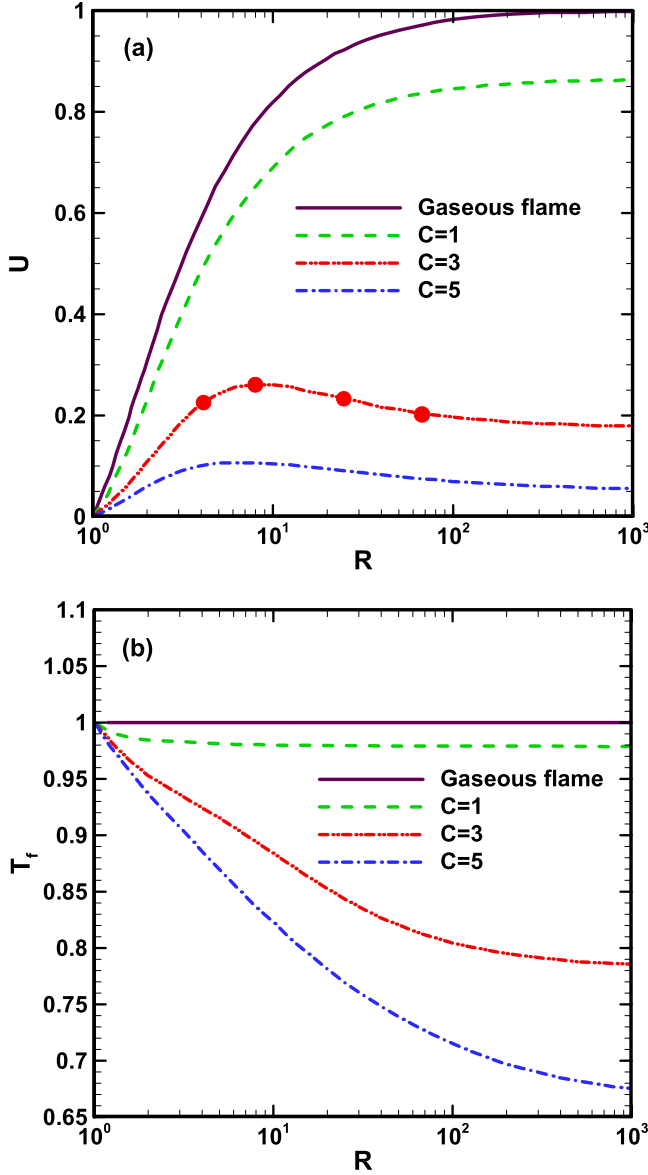 (a)
1
0.8
0.6
0.4
0.2
0
U
Gaseous flame
C=1
C=3
C=5
10⁰ 10¹ 10² 10³
R
(b)
1.1
1.05
1
0.95
0.9
0.85
0.8
0.75
0.7
0.65
T_f
Gaseous flame
C=1
C=3
C=5
10⁰ 10¹ 10² 10³
R